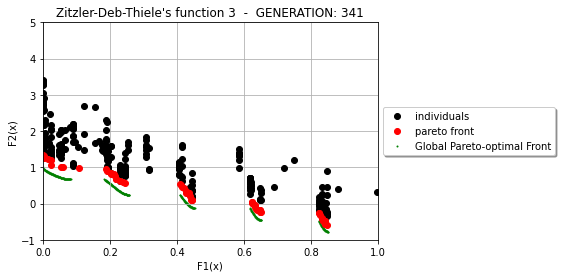 Zitzler-Deb-Thiele's function 3 - GENERATION: 341
5
4
3
2
1
0
−1
F2(x)
0.0 0.2 0.4 0.6 0.8 1.0
F1(x)
individuals
pareto front
Global Pareto-optimal Front